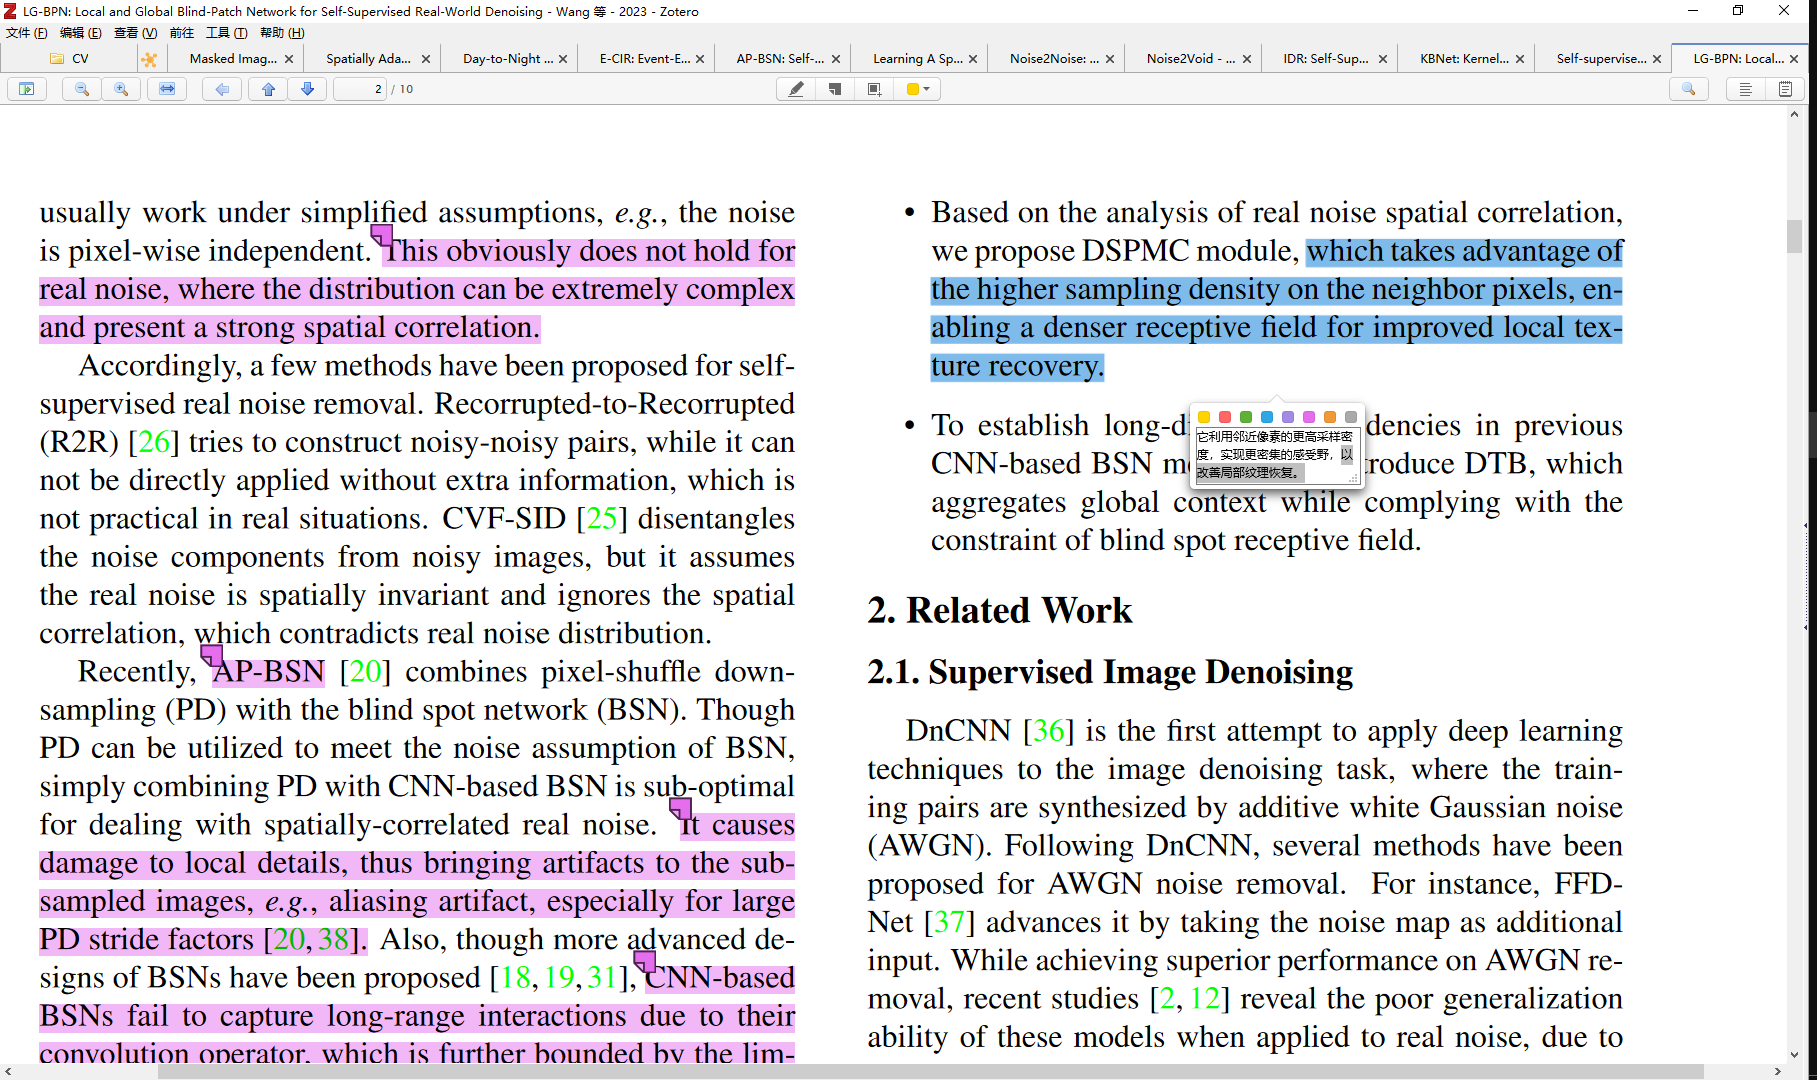 LG-BPN: Local and Global Blind-Patch Network for Self-Supervised Real-World Denoising - Wang 等 - 2023 - Zotero
文件 (F) 编辑 (E) 查看 (V) 前往 工具 (T) 帮助 (H)
CV
Masked Imag...
Spatially Ada...
Day-to-Night ...
E-CIR: Event-E...
AP-BSN: Self-...
Learning A Sp...
Noise2Noise: ...
Noise2Void - ...
IDR: Self-Sup...
KBNet: Kernel...
Self-supervise...
LG-BPN: Local...
2 / 10
usually work under simplified assumptions, e.g., the noise
is pixel-wise independent. This obviously does not hold for
real noise, where the distribution can be extremely complex
and present a strong spatial correlation.
Accordingly, a few methods have been proposed for self-
supervised real noise removal. Recorrupted-to-Recorrupted
(R2R) [26] tries to construct noisy-noisy pairs, while it can
not be directly applied without extra information, which is
not practical in real situations. CVF-SID [25] disentangles
the noise components from noisy images, but it assumes
the real noise is spatially invariant and ignores the spatial
correlation, which contradicts real noise distribution.
Recently, AP-BSN [20] combines pixel-shuffle down-
sampling (PD) with the blind spot network (BSN). Though
PD can be utilized to meet the noise assumption of BSN,
simply combining PD with CNN-based BSN is sub-optimal
for dealing with spatially-correlated real noise. It causes
damage to local details, thus bringing artifacts to the sub-
sampled images, e.g., aliasing artifact, especially for large
PD stride factors [20, 38]. Also, though more advanced de-
signs of BSNs have been proposed [18, 19, 31], CNN-based
BSNs fail to capture long-range interactions due to their
convolution operator, which is further bounded by the lim-
• Based on the analysis of real noise spatial correlation,
we propose DSPMC module, which takes advantage of
the higher sampling density on the neighbor pixels, en-
abling a denser receptive field for improved local tex-
ture recovery.
它利用邻近像素的更高采样密
度，实现更密集的感受野，以
改善局部纹理恢复。
• To establish long-di dencies in previous
CNN-based BSN m troduce DTB, which
aggregates global context while complying with the
constraint of blind spot receptive field.
2. Related Work
2.1. Supervised Image Denoising
DnCNN [36] is the first attempt to apply deep learning
techniques to the image denoising task, where the train-
ing pairs are synthesized by additive white Gaussian noise
(AWGN). Following DnCNN, several methods have been
proposed for AWGN noise removal. For instance, FFD-
Net [37] advances it by taking the noise map as additional
input. While achieving superior performance on AWGN re-
moval, recent studies [2, 12] reveal the poor generalization
ability of these models when applied to real noise, due to